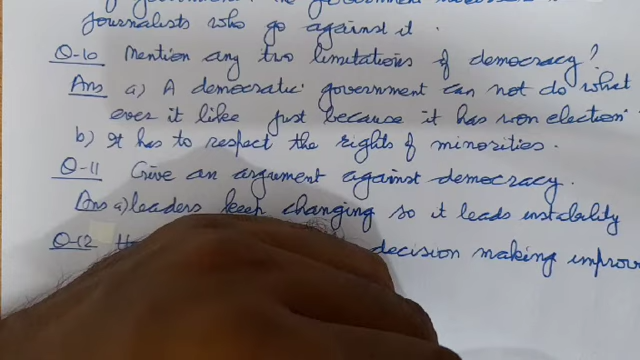 journalists who go against it.
Q-10 Mention any two limitations of democracy?
Ans a) A democratic government can not do what
ever it like just because it has won election.
b) It has to respect the rights of minorities.
Q-11 Give an argument against democracy.
Ans a) leaders keep changing so it leads instability
Q-12 decision making improv